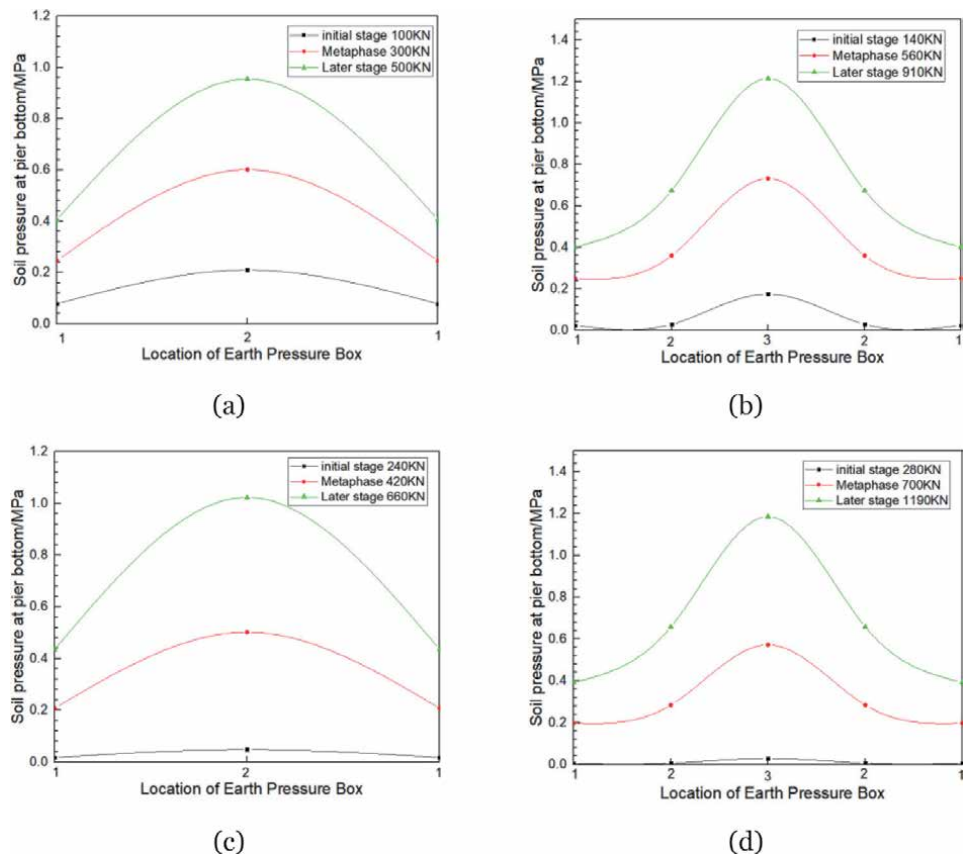 1.2
1.0
0.8
0.6
0.4
0.2
0.0
Soil pressure at pier bottom/MPa
initial stage 100KN
Metaphase 300KN
Later stage 500KN
1 2 1
Location of Earth Pressure Box
(a)
1.4
1.2
1.0
0.8
0.6
0.4
0.2
0.0
Soil pressure at pier bottom/MPa
initial stage 140KN
Metaphase 560KN
Later stage 910KN
1 2 3 2 1
Location of Earth Pressure Box
(b)
1.2
1.0
0.8
0.6
0.4
0.2
0.0
Soil pressure at pier bottom/MPa
initial stage 240KN
Metaphase 420KN
Later stage 660KN
1 2 1
Location of Earth Pressure Box
(c)
1.4
1.2
1.0
0.8
0.6
0.4
0.2
0.0
Soil pressure at pier bottom/MPa
initial stage 280KN
Metaphase 700KN
Later stage 1190KN
1 2 3 2 1
Location of Earth Pressure Box
(d)